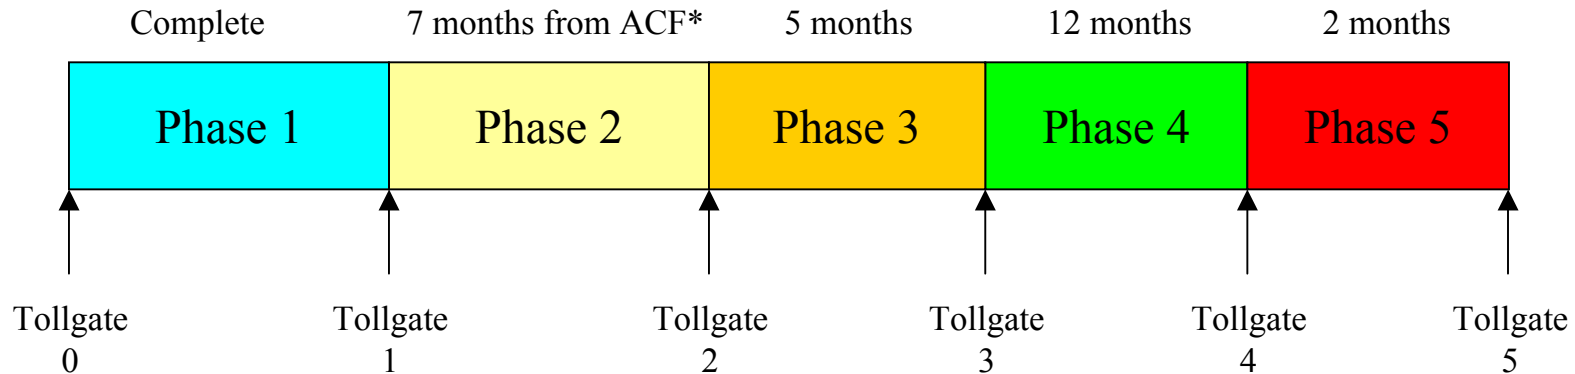 Complete 7 months from ACF* 5 months 12 months 2 months
Phase 1 Phase 2 Phase 3 Phase 4 Phase 5
Tollgate Tollgate Tollgate Tollgate Tollgate Tollgate
0 1 2 3 4 5